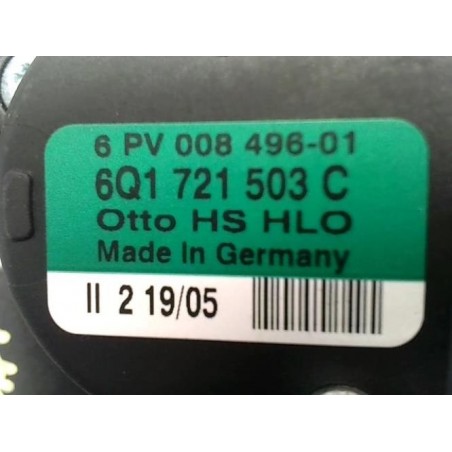 6 PV 008 496-01
6Q1 721 503 C
Otto HS HLO
Made In Germany
II 2 19/05